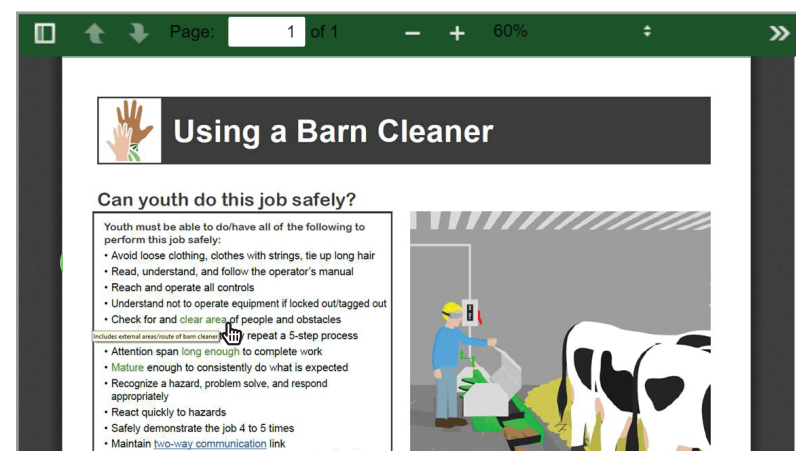 Page: 1 of 1 60%
Using a Barn Cleaner
Can youth do this job safely?
Youth must be able to do/have all of the following to
perform this job safely:
• Avoid loose clothing, clothes with strings, tie up long hair
• Read, understand, and follow the operator's manual
• Reach and operate all controls
• Understand not to operate equipment if locked out/tagged out
• Check for and clear area of people and obstacles
Includes external areas/route of barn cleaner
repeat a 5-step process
• Attention span long enough to complete work
• Mature enough to consistently do what is expected
• Recognize a hazard, problem solve, and respond
appropriately
• React quickly to hazards
• Safely demonstrate the job 4 to 5 times
• Maintain two-way communication link